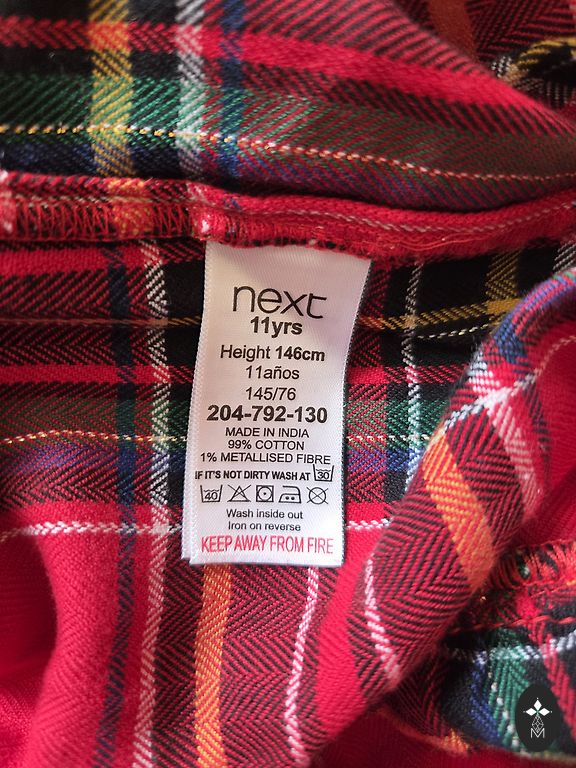 next
11yrs
Height 146cm
11años
145/76
204-792-130
MADE IN INDIA
99% COTTON
1% METALLISED FIBRE
IF IT'S NOT DIRTY WASH AT 30
40
Wash inside out
Iron on reverse
KEEP AWAY FROM FIRE
M